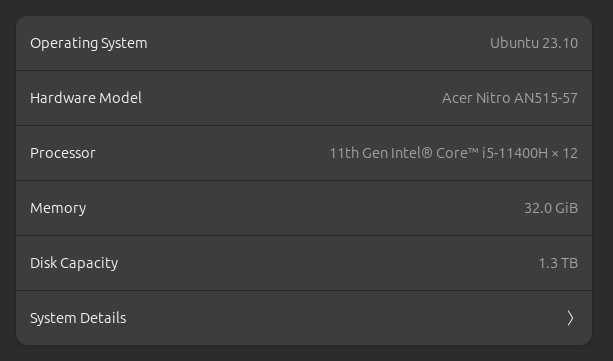 Operating System Ubuntu 23.10
Hardware Model Acer Nitro AN515-57
Processor 11th Gen Intel® Core™ i5-11400H × 12
Memory 32.0 GiB
Disk Capacity 1.3 TB
System Details